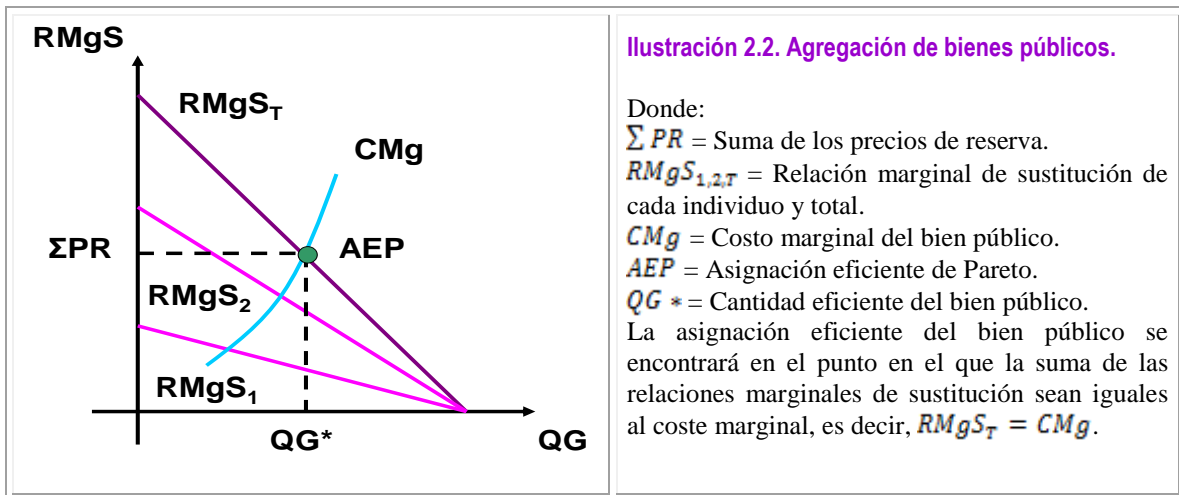 RMgS
RMgS_T
CMg
ΣPR
AEP
RMgS_2
RMgS_1
QG*
QG
Ilustración 2.2. Agregación de bienes públicos.
Donde:
∑ PR = Suma de los precios de reserva.
RMgS_{1,2,T} = Relación marginal de sustitución de
cada individuo y total.
CMg = Costo marginal del bien público.
AEP = Asignación eficiente de Pareto.
QG * = Cantidad eficiente del bien público.
La asignación eficiente del bien público se
encontrará en el punto en el que la suma de las
relaciones marginales de sustitución sean iguales
al coste marginal, es decir, RMgS_T = CMg.